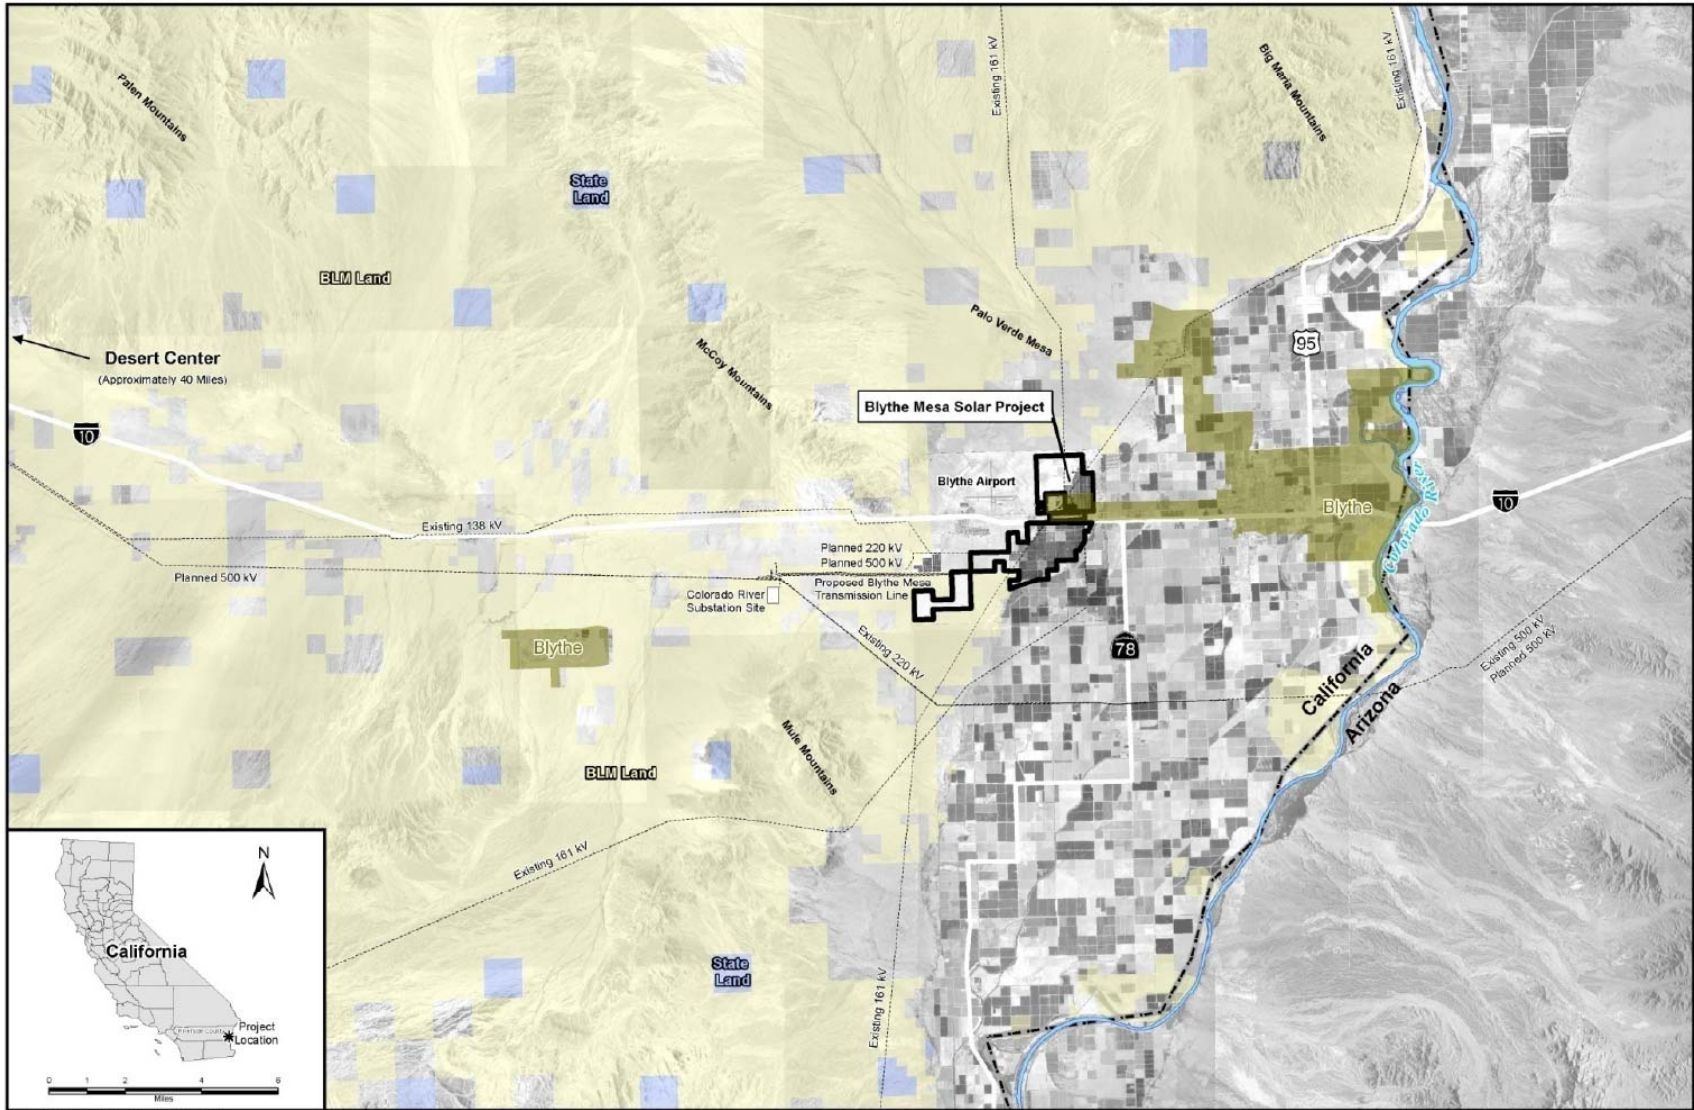 Palen Mountains
Existing 161 kV
Big Maria Mountains
Existing 161 kV
State
Land
BLM Land
Palo Verde Mesa
95
Desert Center
(Approximately 40 Miles)
McCoy Mountains
10
Blythe Mesa Solar Project
Blythe Airport
Blythe
10
Colorado River
Existing 138 kV
Planned 500 kV
Planned 220 kV
Planned 500 kV
Proposed Blythe Mesa
Transmission Line
Colorado River
Substation Site
Blythe
Existing 220 kV
78
Existing 500 kV
Planned 500 kV
California
Arizona
Mule Mountains
BLM Land
Existing 161 kV
State
Land
Existing 161 kV
N
California
Project
Location
0 1 2 4 6
Miles